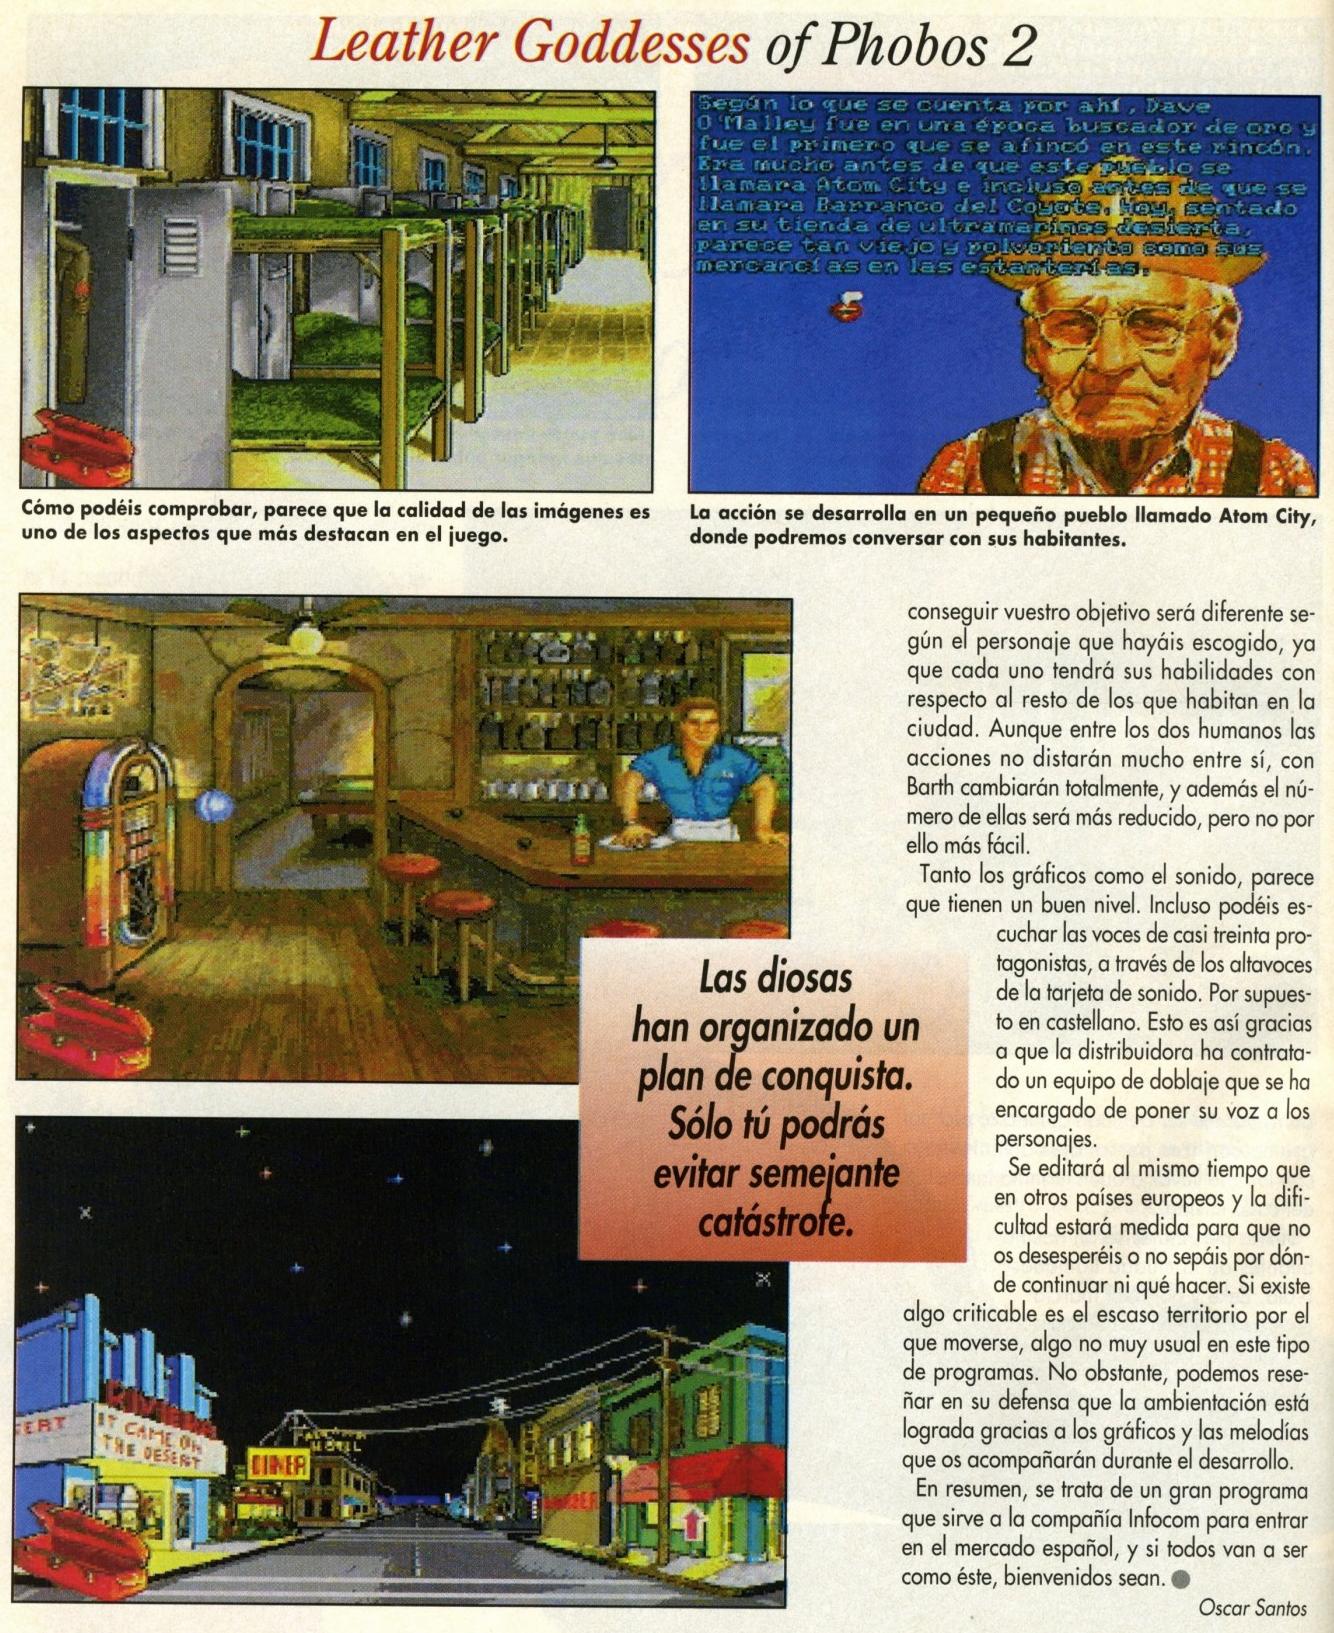 Leather Goddesses of Phobos 2
Según lo que se cuenta por ahí, Dave
O'Malley fue en una época buscador de oro y
fue el primero que se afincó en este rincón.
Era mucho antes de que este pueblo se
llamara Atom City e incluso antes de que se
llamara Barranco del Coyote. Hoy, sentado
en su tienda de ultramarinos desierta,
parece tan viejo y polvoriento como sus
mercancías en las estanterías.
Cómo podéis comprobar, parece que la calidad de las imágenes es
uno de los aspectos que más destacan en el juego.
La acción se desarrolla en un pequeño pueblo llamado Atom City,
donde podremos conversar con sus habitantes.
conseguir vuestro objetivo será diferente se-
gún el personaje que hayáis escogido, ya
que cada uno tendrá sus habilidades con
respecto al resto de los que habitan en la
ciudad. Aunque entre los dos humanos las
acciones no distarán mucho entre sí, con
Barth cambiarán totalmente, y además el nú-
mero de ellas será más reducido, pero no por
ello más fácil.
Tanto los gráficos como el sonido, parece
que tienen un buen nivel. Incluso podéis es-
cuchar las voces de casi treinta pro-
tagonistas, a través de los altavoces
de la tarjeta de sonido. Por supues-
to en castellano. Esto es así gracias
a que la distribuidora ha contrata-
do un equipo de doblaje que se ha
encargado de poner su voz a los
personajes.
Se editará al mismo tiempo que
en otros países europeos y la difi-
cultad estará medida para que no
os desesperéis o no sepáis por dón-
de continuar ni qué hacer. Si existe
algo criticable es el escaso territorio por el
que moverse, algo no muy usual en este tipo
de programas. No obstante, podemos rese-
ñar en su defensa que la ambientación está
lograda gracias a los gráficos y las melodías
que os acompañarán durante el desarrollo.
En resumen, se trata de un gran programa
que sirve a la compañía Infocom para entrar
en el mercado español, y si todos van a ser
como éste, bienvenidos sean.
Oscar Santos
Las diosas
han organizado un
plan de conquista.
Sólo tú podrás
evitar semejante
catástrofe.
ERT
IT CAME ON
THE DESERT
DINER